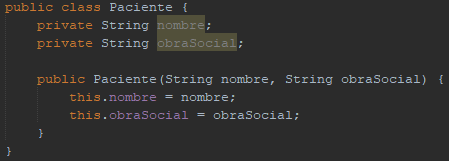 public class Paciente {
    private String nombre;
    private String obraSocial;

    public Paciente(String nombre, String obraSocial) {
        this.nombre = nombre;
        this.obraSocial = obraSocial;
    }
}